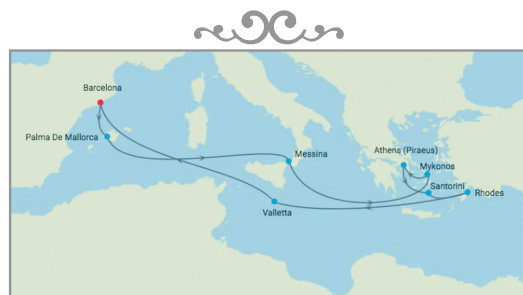 Barcelona
Palma De Mallorca
Messina
Athens (Piraeus)
Mykonos
Santorini
Rhodes
Valletta